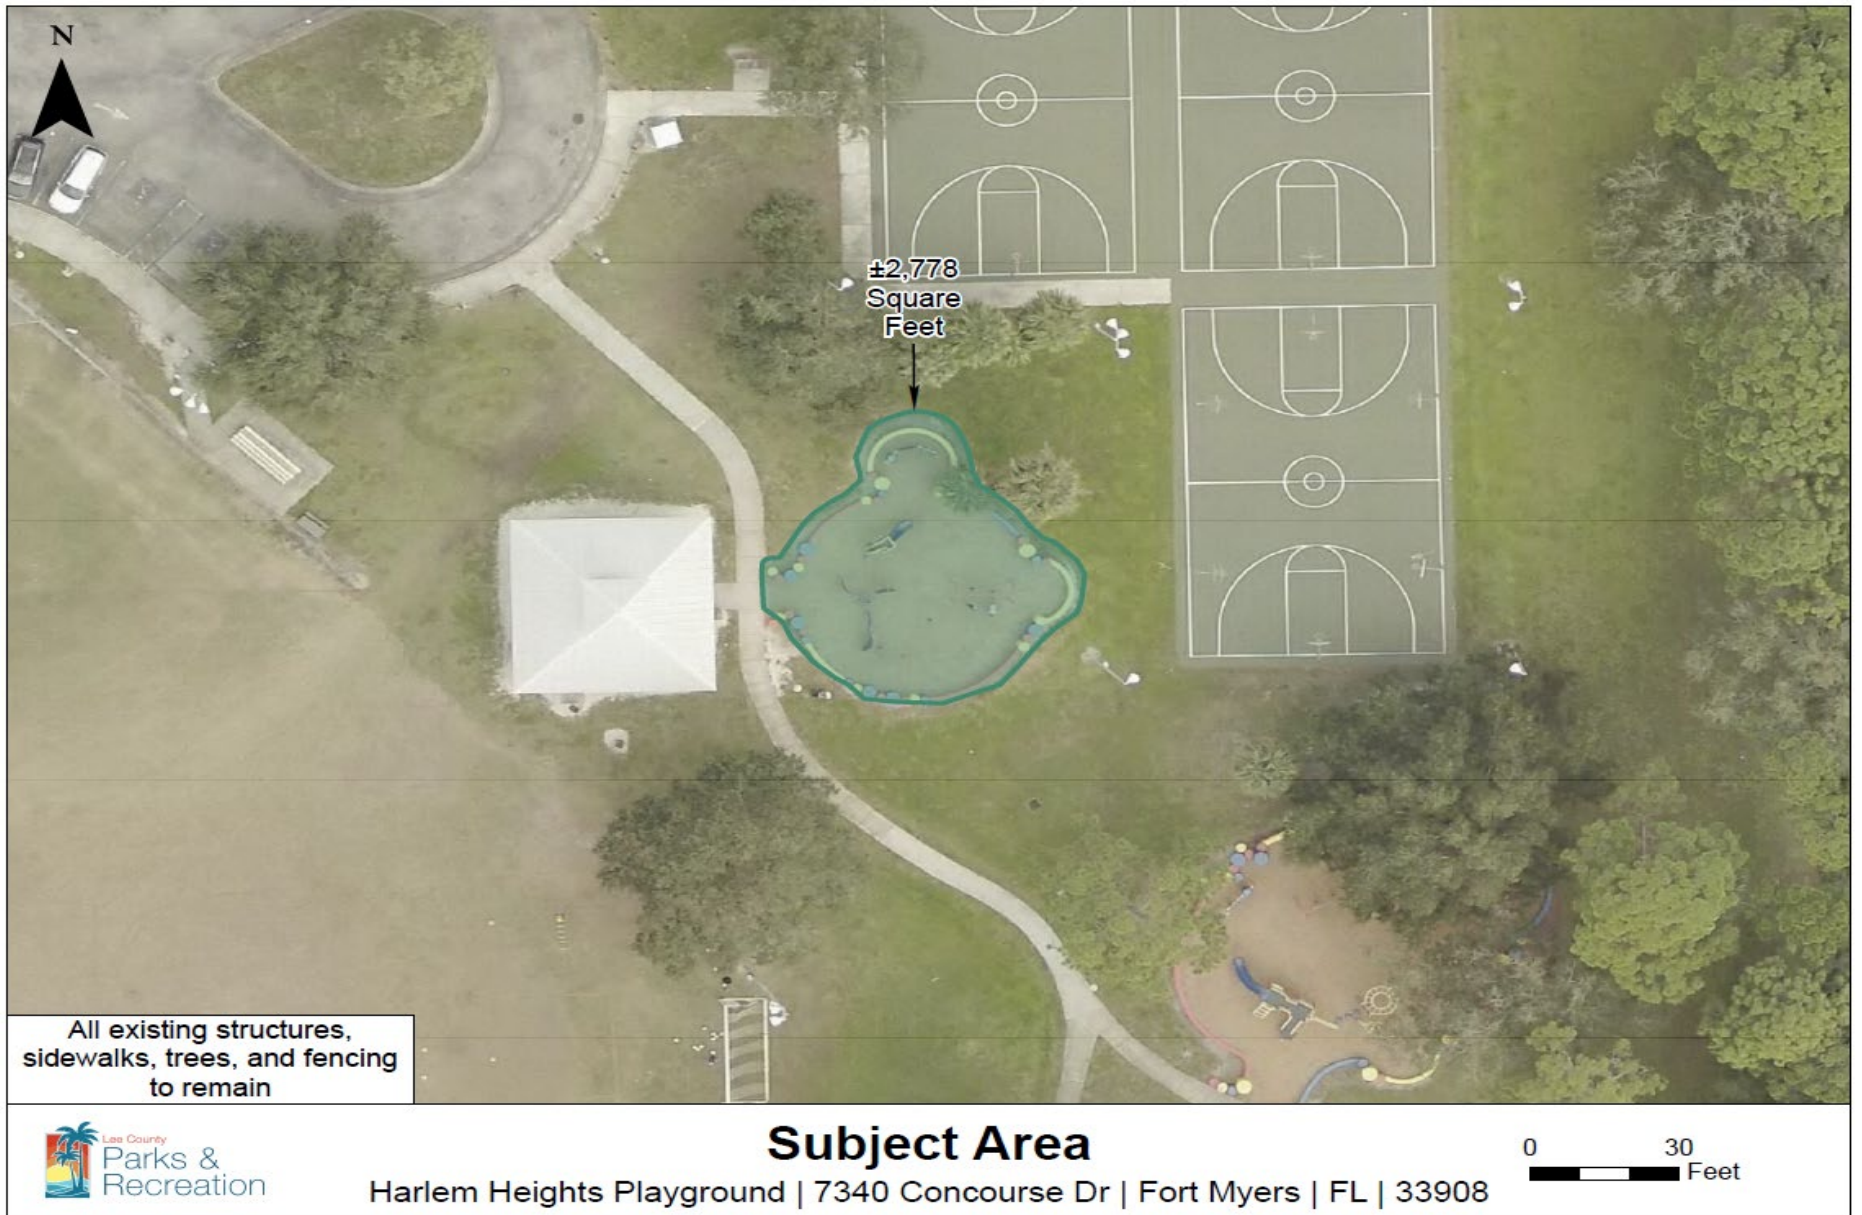 N
±2,778
Square
Feet
All existing structures,
sidewalks, trees, and fencing
to remain
Lee County
Parks &
Recreation
Subject Area
Harlem Heights Playground | 7340 Concourse Dr | Fort Myers | FL | 33908
0 30
Feet